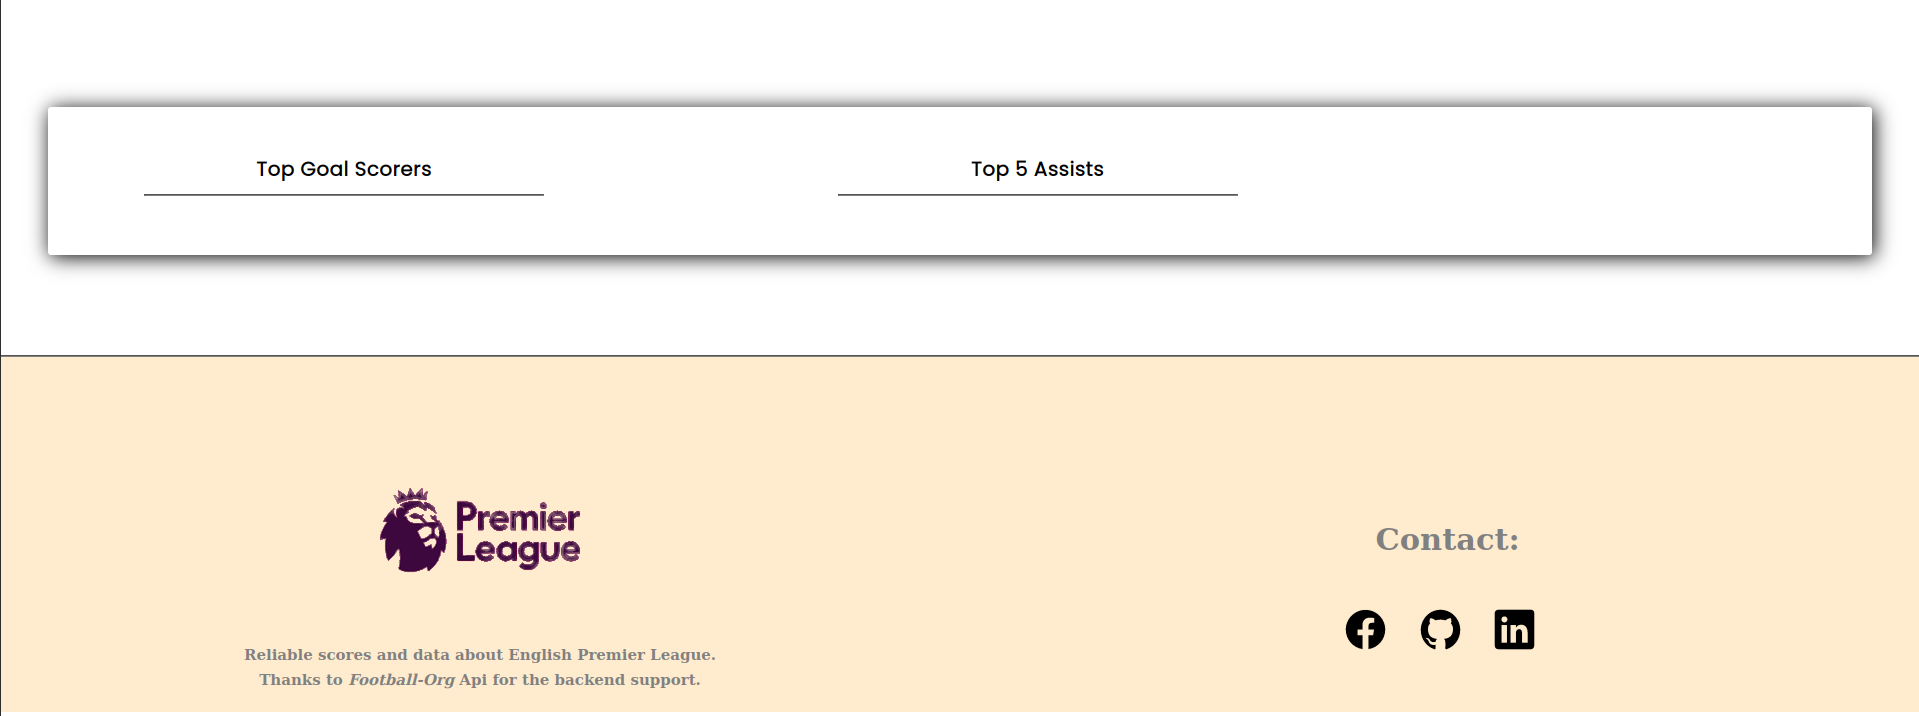 Top Goal Scorers
Top 5 Assists
Premier
League
Contact:
Reliable scores and data about English Premier League.
Thanks to Football-Org Api for the backend support.